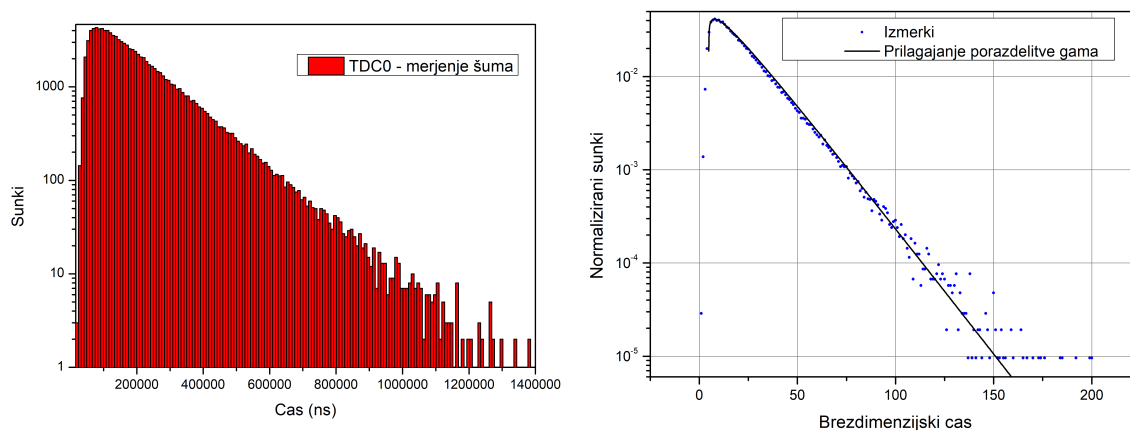 TDC0 - merjenje šuma
Sunki
1000
100
10
1
200000 400000 600000 800000 1000000 1200000 1400000
Cas (ns)
Izmerki
Prilagajanje porazdelitve gama
Normalizirani sunki
10-2
10-3
10-4
10-5
0 50 100 150 200
Brezdimenzijski cas